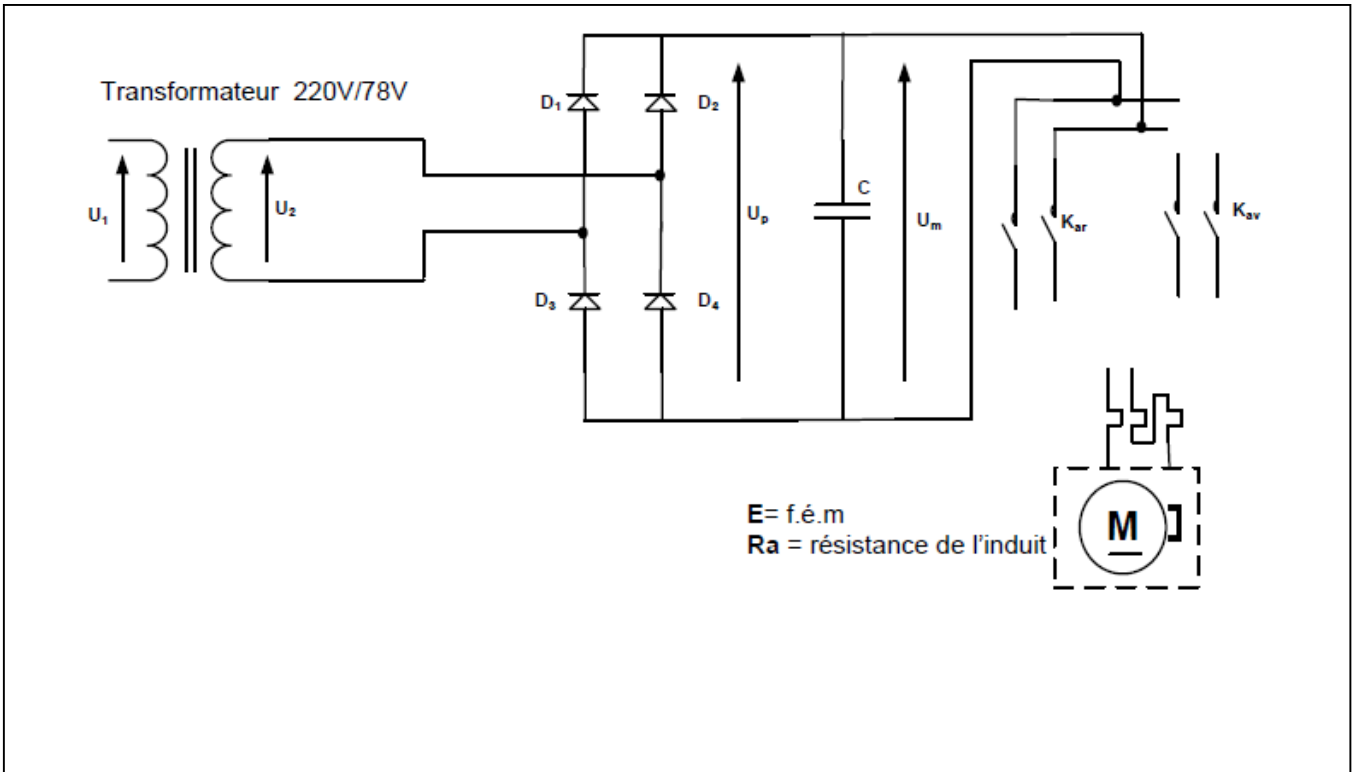 Transformateur 220V/78V
U1
U2
D1
D2
D3
D4
Up
C
Um
Kar
Kav
E= f.é.m
Ra = résistance de l'induit
M